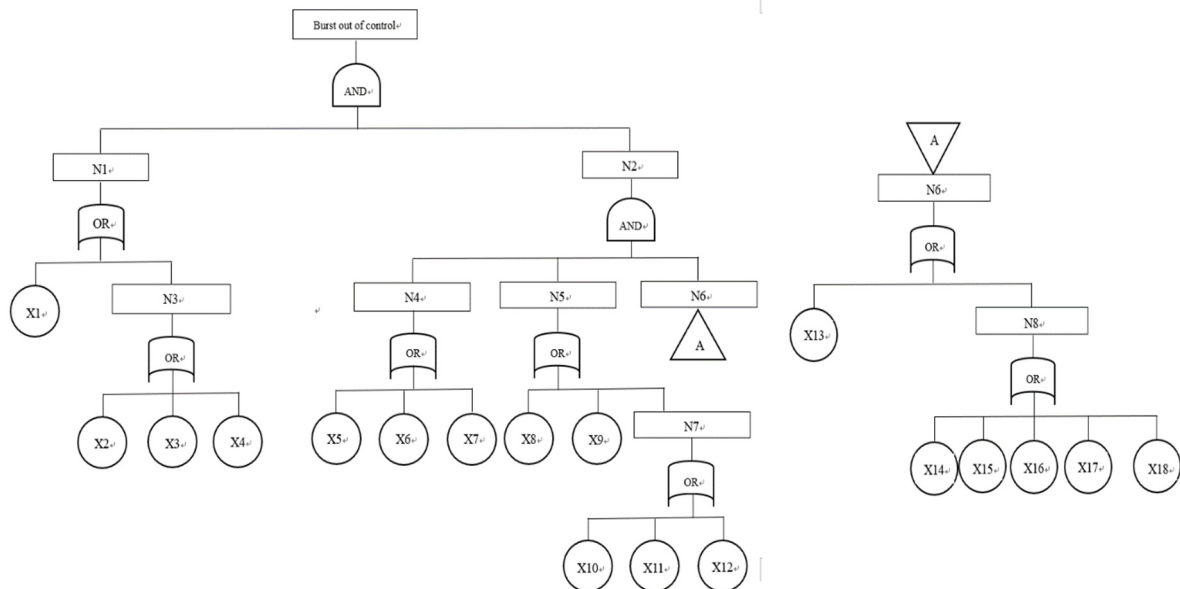 Burst out of control
AND
N1
N2
OR
AND
X1
N3
N4
N5
N6
OR
OR
OR
A
X2
X3
X4
X5
X6
X7
X8
X9
N7
OR
X10
X11
X12
A
N6
OR
X13
N8
OR
X14
X15
X16
X17
X18